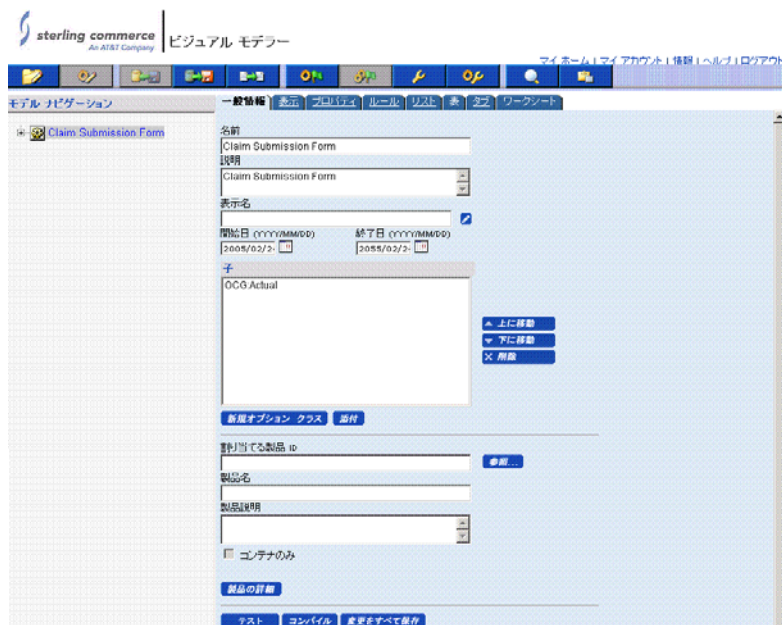 sterling commerce
An AT&T Company
ビジュアル モデラー
マイ ホーム | マイ アカウント | 情報 | ヘルプ | ログアウト
モデル ナビゲーション
一般情報 表示 プロパティ ルール リスト 表 タブ ワークシート
Claim Submission Form
名前
Claim Submission Form
説明
Claim Submission Form
表示名
開始日 (YYYY/MM/DD) 終了日 (YYYY/MM/DD)
2005/02/2 2055/02/2
子
OCG:Actual
上に移動
下に移動
削除
新規オプション クラス 添付
割り当てる製品 ID
参照...
製品名
製品説明
コンテナのみ
製品の詳細
テスト コンパイル 変更をすべて保存